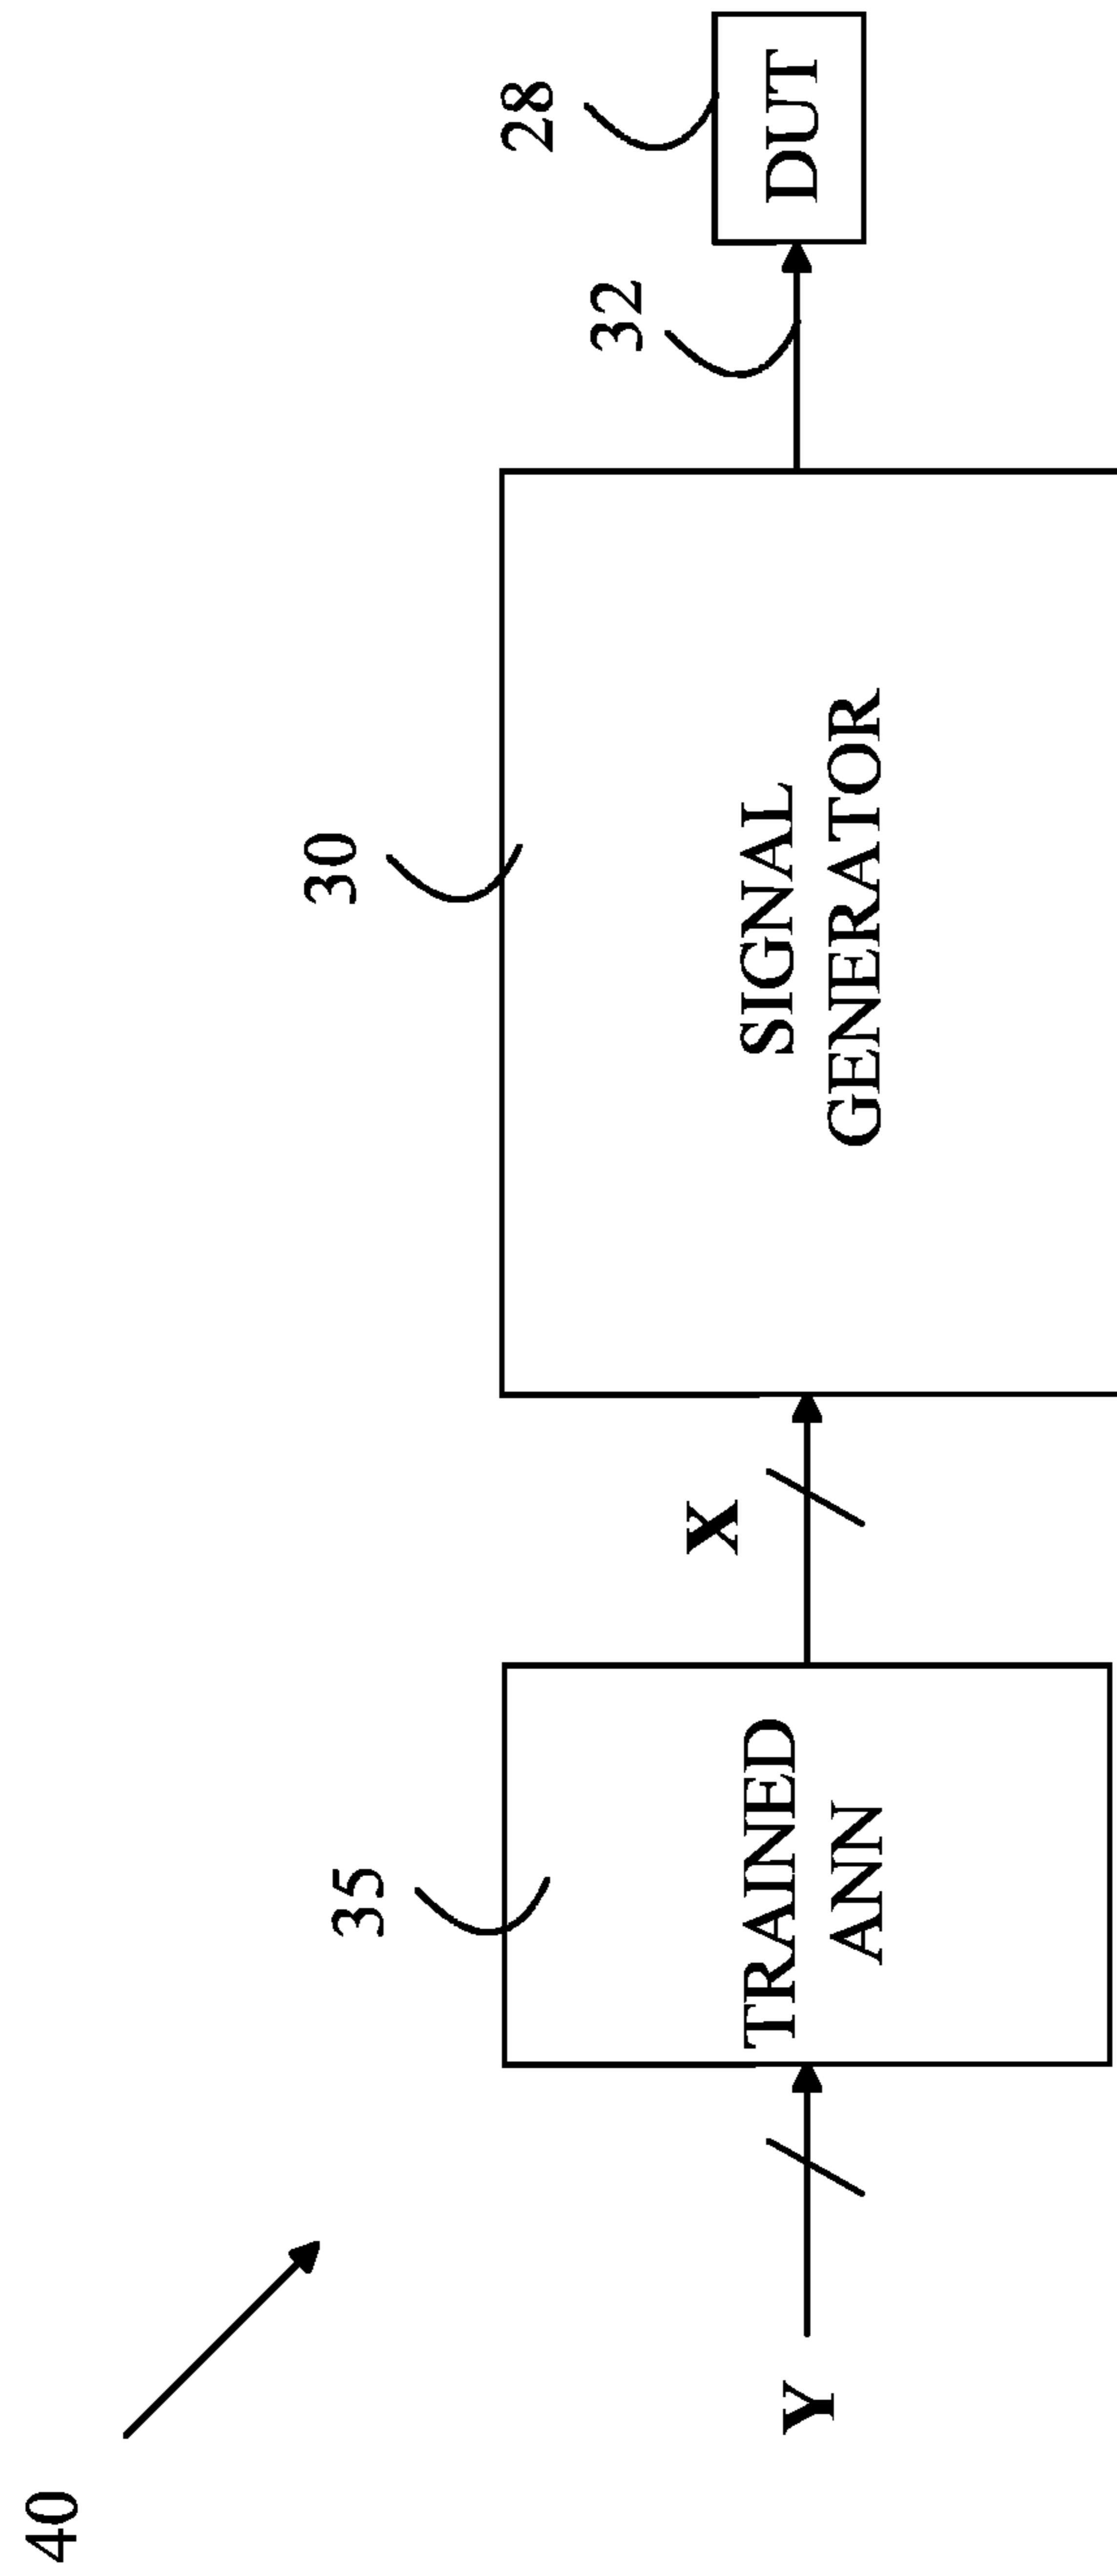 40
Y
35
TRAINED
ANN
X
30
SIGNAL
GENERATOR
32
28
DUT